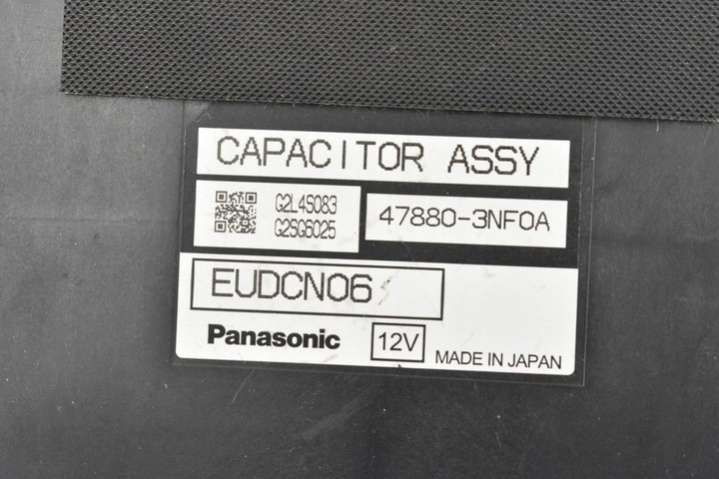 CAPACITOR ASSY
G2L4S083
G2SG6025
47880-3NF0A
EUDCN06
Panasonic
12V
MADE IN JAPAN